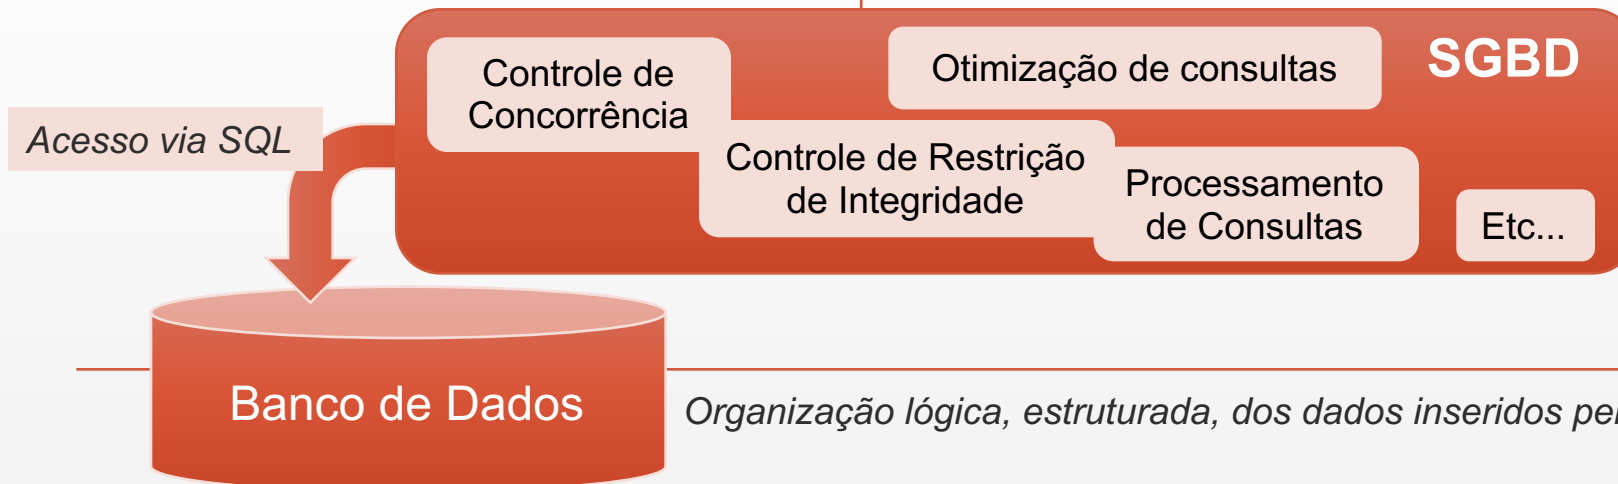 SGBD
Controle de
Concorrência
Otimização de consultas
Acesso via SQL
Controle de Restrição
de Integridade
Processamento
de Consultas
Etc...
Banco de Dados
Organização lógica, estruturada, dos dados inseridos